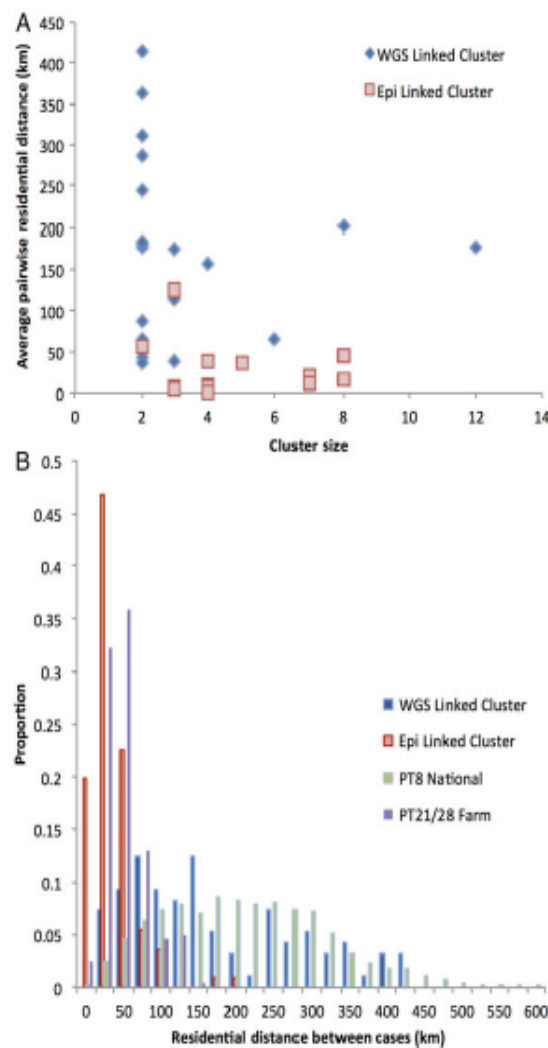 A
450
400
350
300
250
200
150
100
50
0
Average pairwise residential distance (km)
WGS Linked Cluster
Epi Linked Cluster
0 2 4 6 8 10 12 14
Cluster size
B
0.5
0.45
0.4
0.35
0.3
0.25
0.2
0.15
0.1
0.05
0
Proportion
WGS Linked Cluster
Epi Linked Cluster
PT8 National
PT21/28 Farm
0 50 100 150 200 250 300 350 400 450 500 550 600
Residential distance between cases (km)